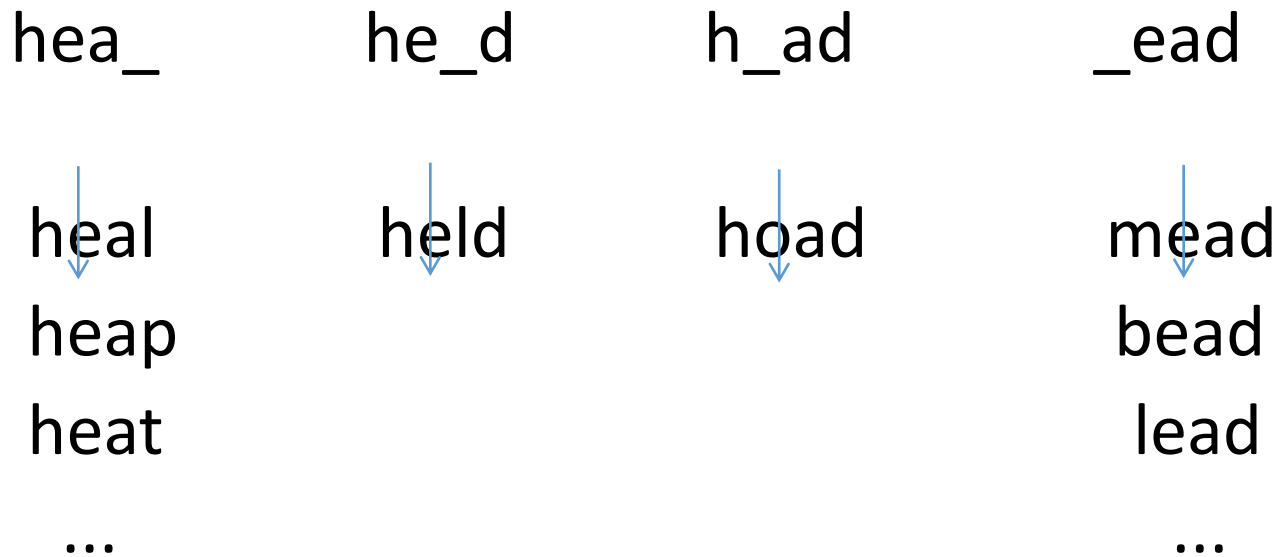 hea_ he_d h_ad _ead
heal held hoad mead
heap bead
heat lead
... ...